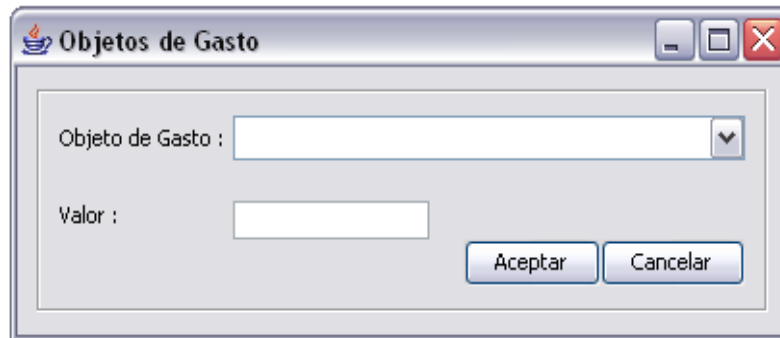 Objetos de Gasto
Objeto de Gasto :
Valor :
Aceptar Cancelar